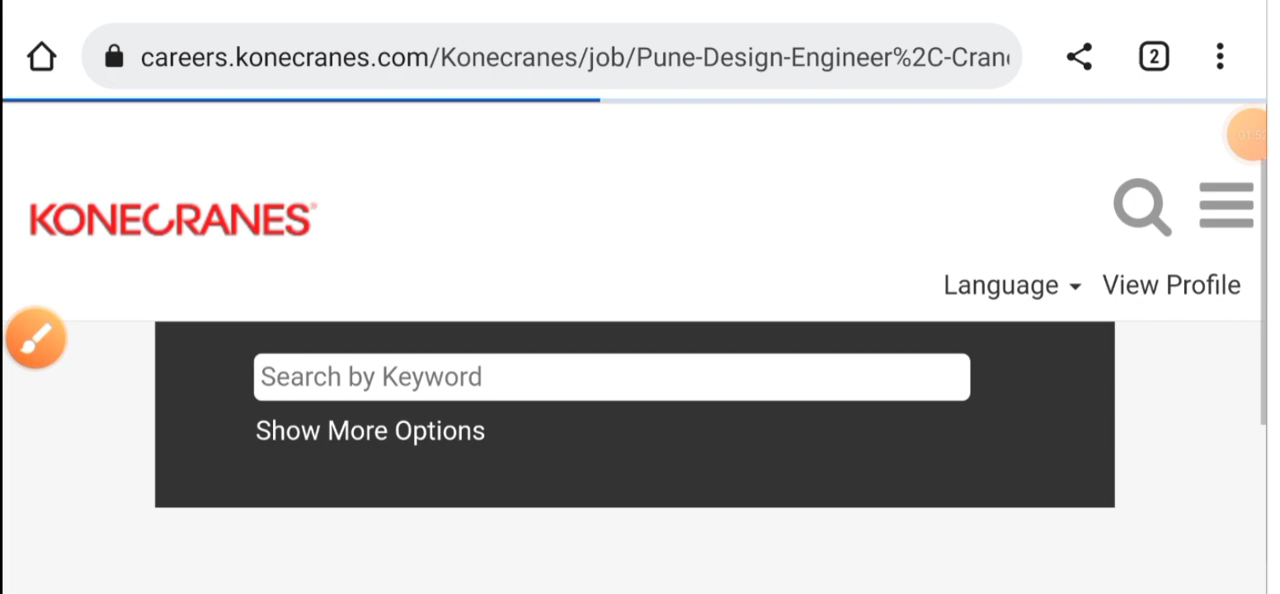 careers.konecranes.com/Konecranes/job/Pune-Design-Engineer%2C-Cran
2
KONECRANES
Language View Profile
Search by Keyword
Show More Options